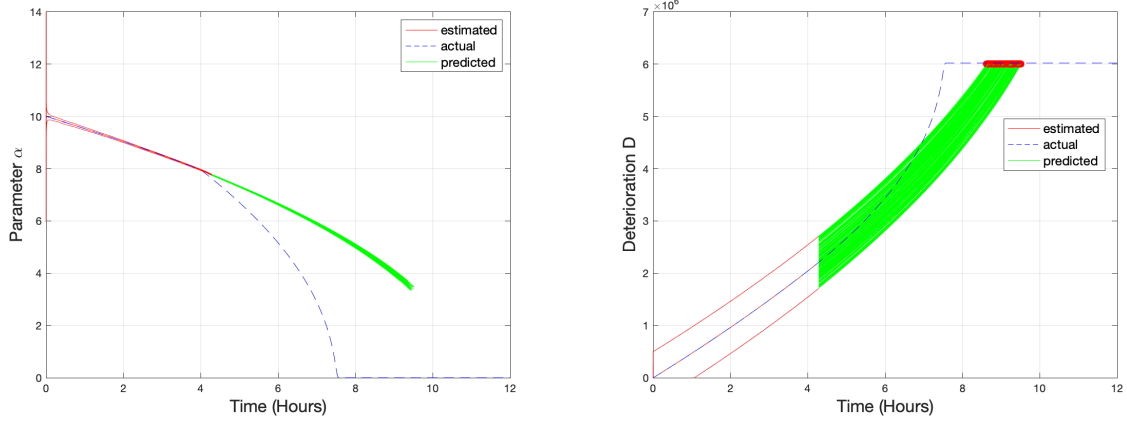 14
12
10
8
6
4
2
0
Parameter α
estimated
actual
predicted
0 2 4 6 8 10 12
Time (Hours)
×10⁶
7
6
5
4
3
2
1
0
Deterioration D
estimated
actual
predicted
0 2 4 6 8 10 12
Time (Hours)